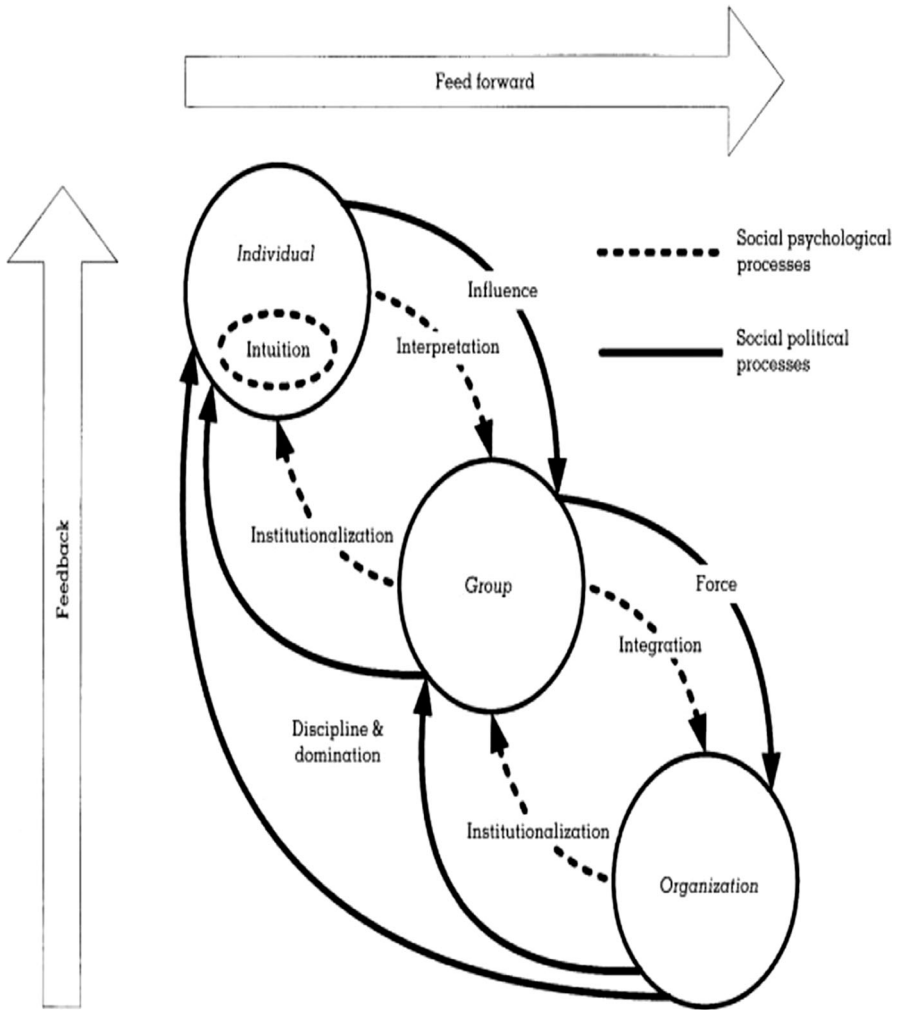 Feed forward
Individual
Social psychological
processes
Influence
Interpretation
Intuition
Social political
processes
Institutionalization
Feedback
Group
Force
Integration
Discipline &
domination
Institutionalization
Organization